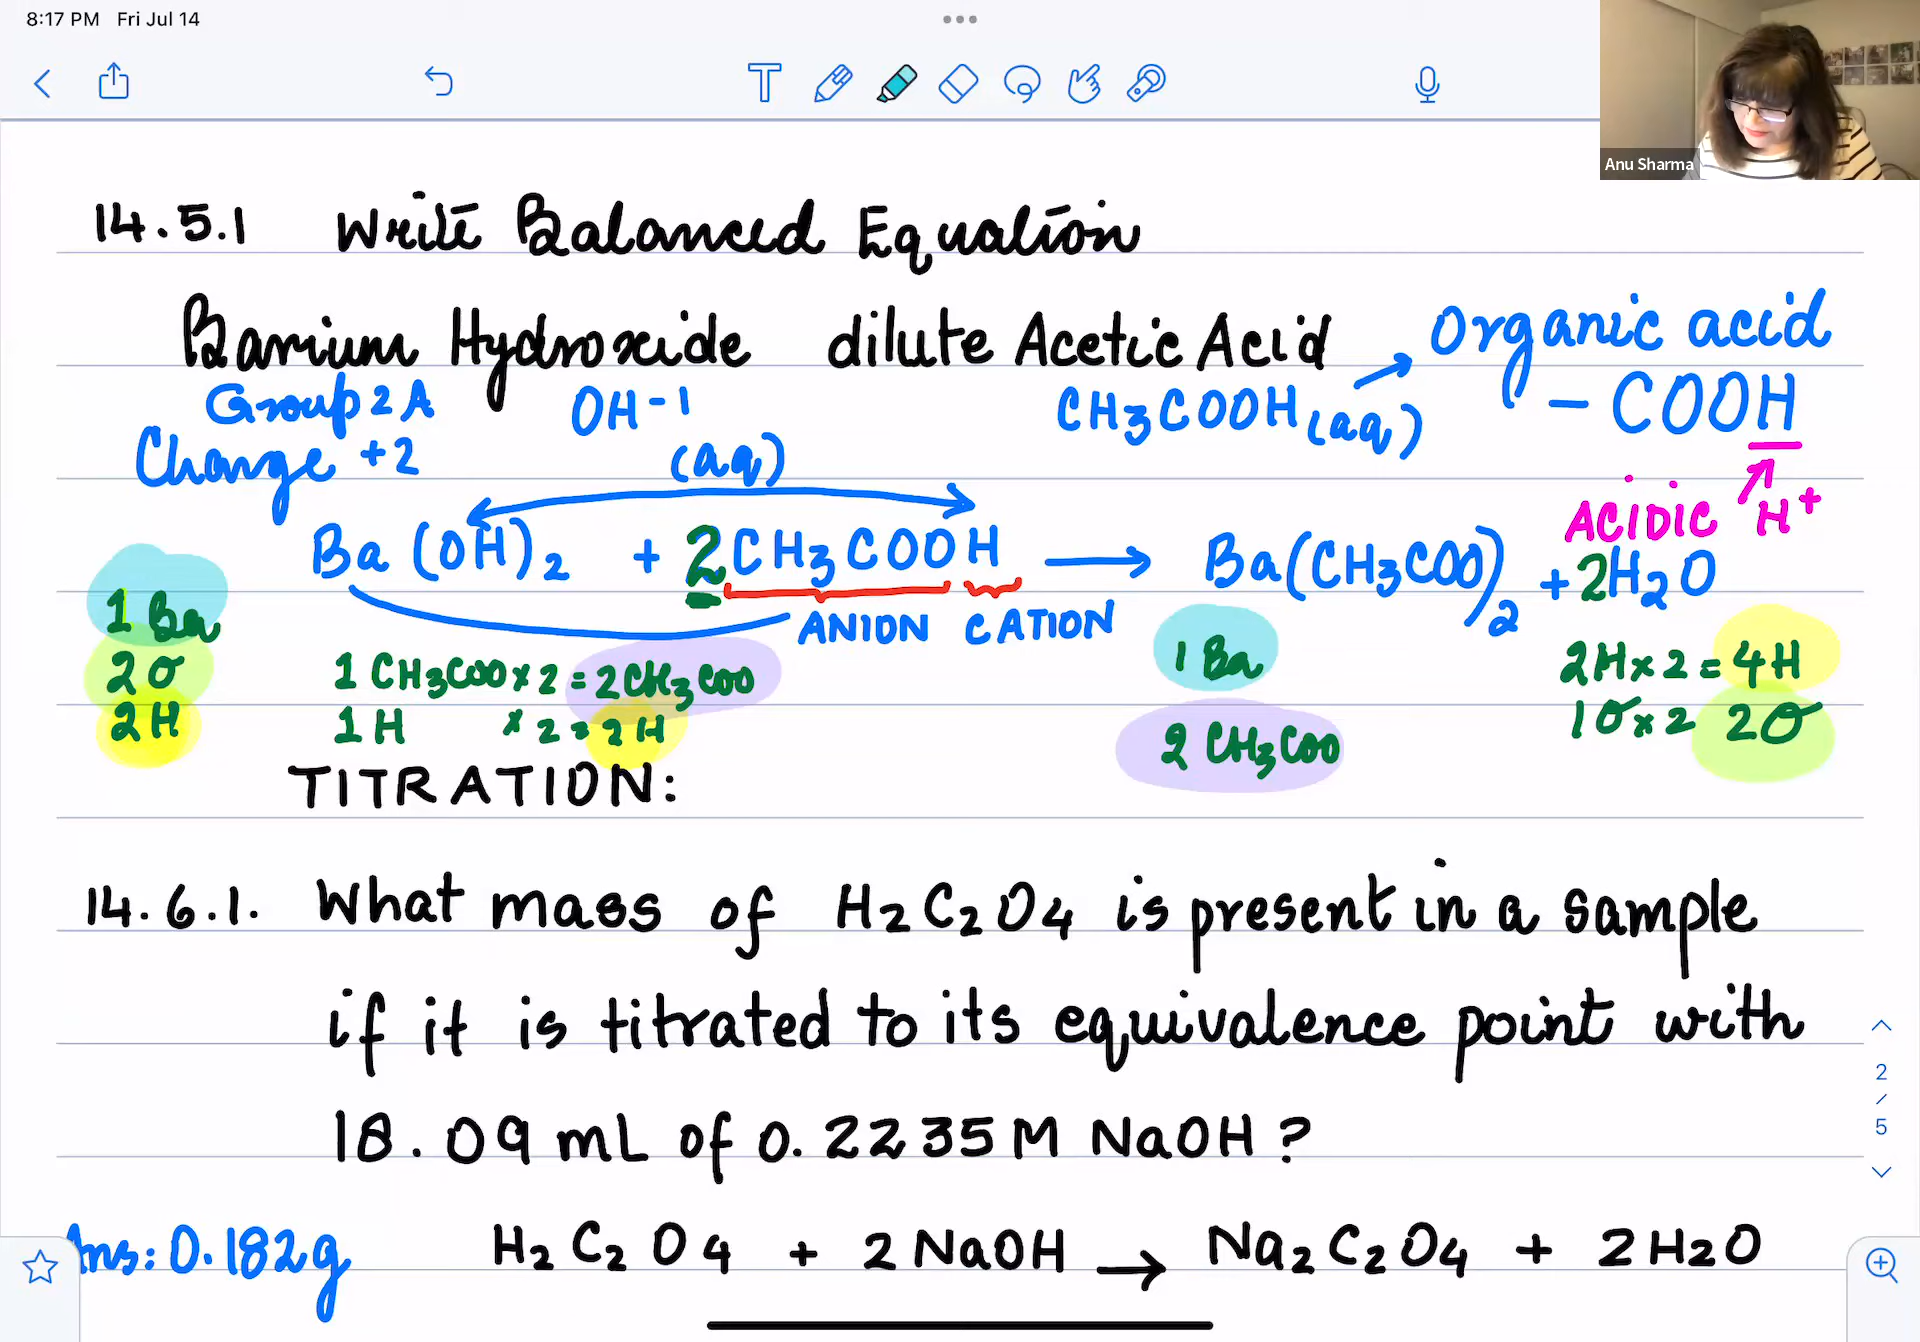 8:17 PM Fri Jul 14
Anu Sharma
14.5.1 Write Balanced Equation
Barium Hydroxide dilute Acetic Acid
Organic acid
Group 2A OH-1 CH3COOH(aq) - COOH
Charge +2 (aq)
ACIDIC H+
Ba(OH)2 + 2CH3COOH → Ba(CH3COO)2 + 2H2O
ANION CATION
1 Ba 1 Ba
2O 1 CH3COO x 2 = 2CH3COO 2H x 2 = 4H
2H 1H x 2 = 2H 2 CH3COO 1O x 2 2O
TITRATION:
14.6.1. What mass of H2C2O4 is present in a sample
if it is titrated to its equivalence point with
18.09 mL of 0.2235M NaOH?
Ans: 0.182g H2C2O4 + 2NaOH → Na2C2O4 + 2H2O
2
/
5